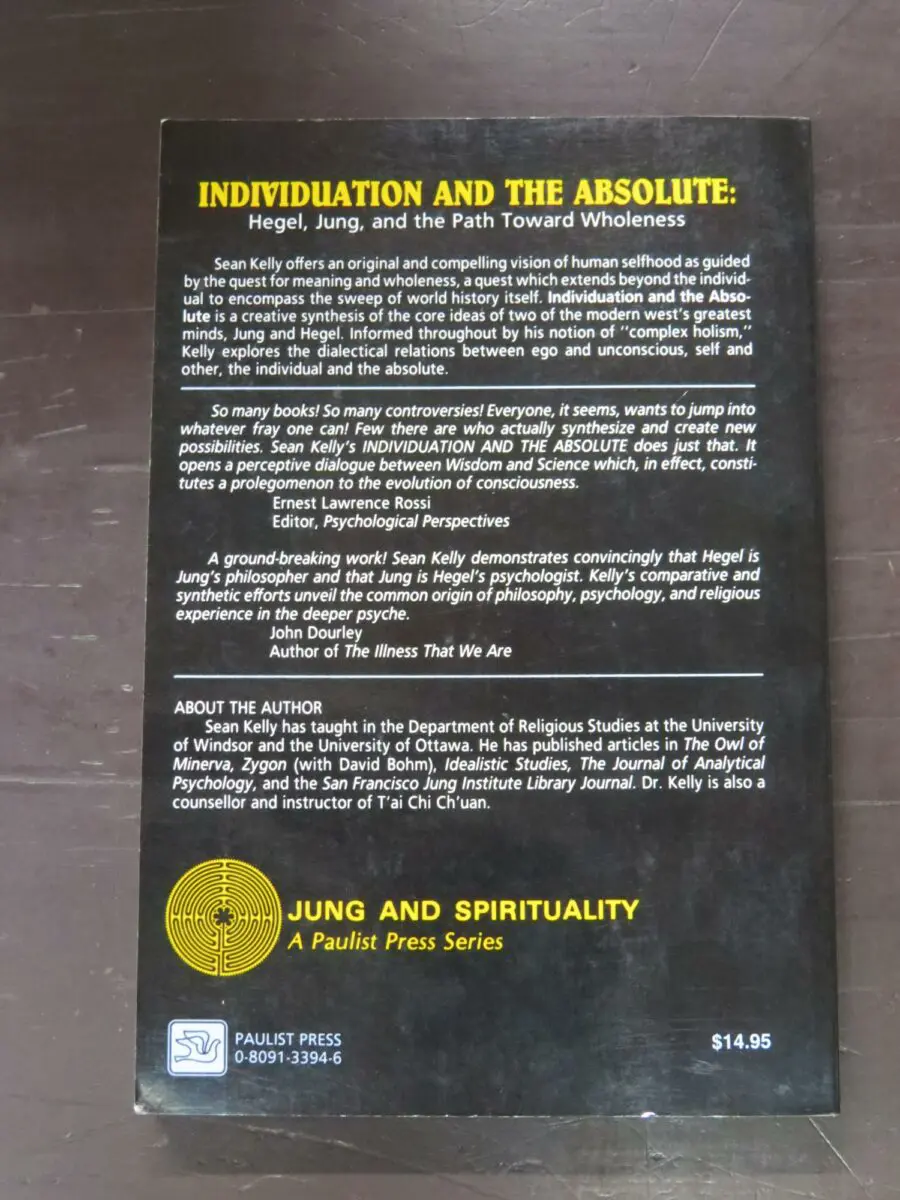 INDIVIDUATION AND THE ABSOLUTE:
Hegel, Jung, and the Path Toward Wholeness
Sean Kelly offers an original and compelling vision of human selfhood as guided
by the quest for meaning and wholeness, a quest which extends beyond the individ-
ual to encompass the sweep of world history itself. Individuation and the Abso-
lute is a creative synthesis of the core ideas of two of the modern west's greatest
minds, Jung and Hegel. Informed throughout by his notion of "complex holism,"
Kelly explores the dialectical relations between ego and unconscious, self and
other, the individual and the absolute.
So many books! So many controversies! Everyone, it seems, wants to jump into
whatever fray one can! Few there are who actually synthesize and create new
possibilities. Sean Kelly's INDIVIDUATION AND THE ABSOLUTE does just that. It
opens a perceptive dialogue between Wisdom and Science which, in effect, consti-
tutes a prolegomenon to the evolution of consciousness.
Ernest Lawrence Rossi
Editor, Psychological Perspectives
A ground-breaking work! Sean Kelly demonstrates convincingly that Hegel is
Jung's philosopher and that Jung is Hegel's psychologist. Kelly's comparative and
synthetic efforts unveil the common origin of philosophy, psychology, and religious
experience in the deeper psyche.
John Dourley
Author of The Illness That We Are
ABOUT THE AUTHOR
Sean Kelly has taught in the Department of Religious Studies at the University
of Windsor and the University of Ottawa. He has published articles in The Owl of
Minerva, Zygon (with David Bohm), Idealistic Studies, The Journal of Analytical
Psychology, and the San Francisco Jung Institute Library Journal. Dr. Kelly is also a
counsellor and instructor of T'ai Chi Ch'uan.
JUNG AND SPIRITUALITY
A Paulist Press Series
PAULIST PRESS
0-8091-3394-6
$14.95